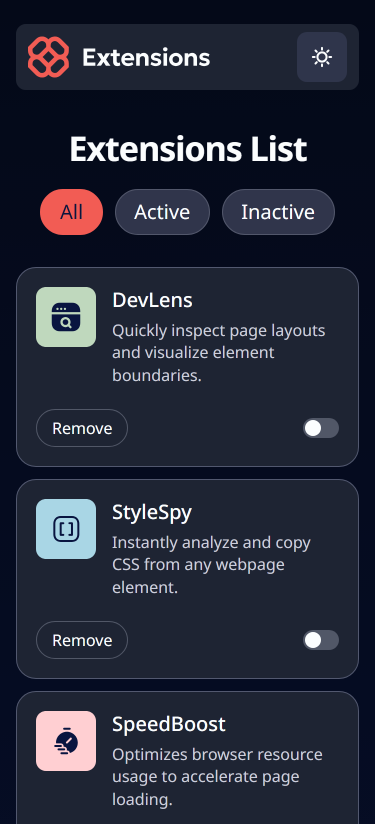 Extensions
Extensions List
All
Active
Inactive
DevLens
Quickly inspect page layouts
and visualize element
boundaries.
Remove
StyleSpy
Instantly analyze and copy
CSS from any webpage
element.
Remove
SpeedBoost
Optimizes browser resource
usage to accelerate page
loading.